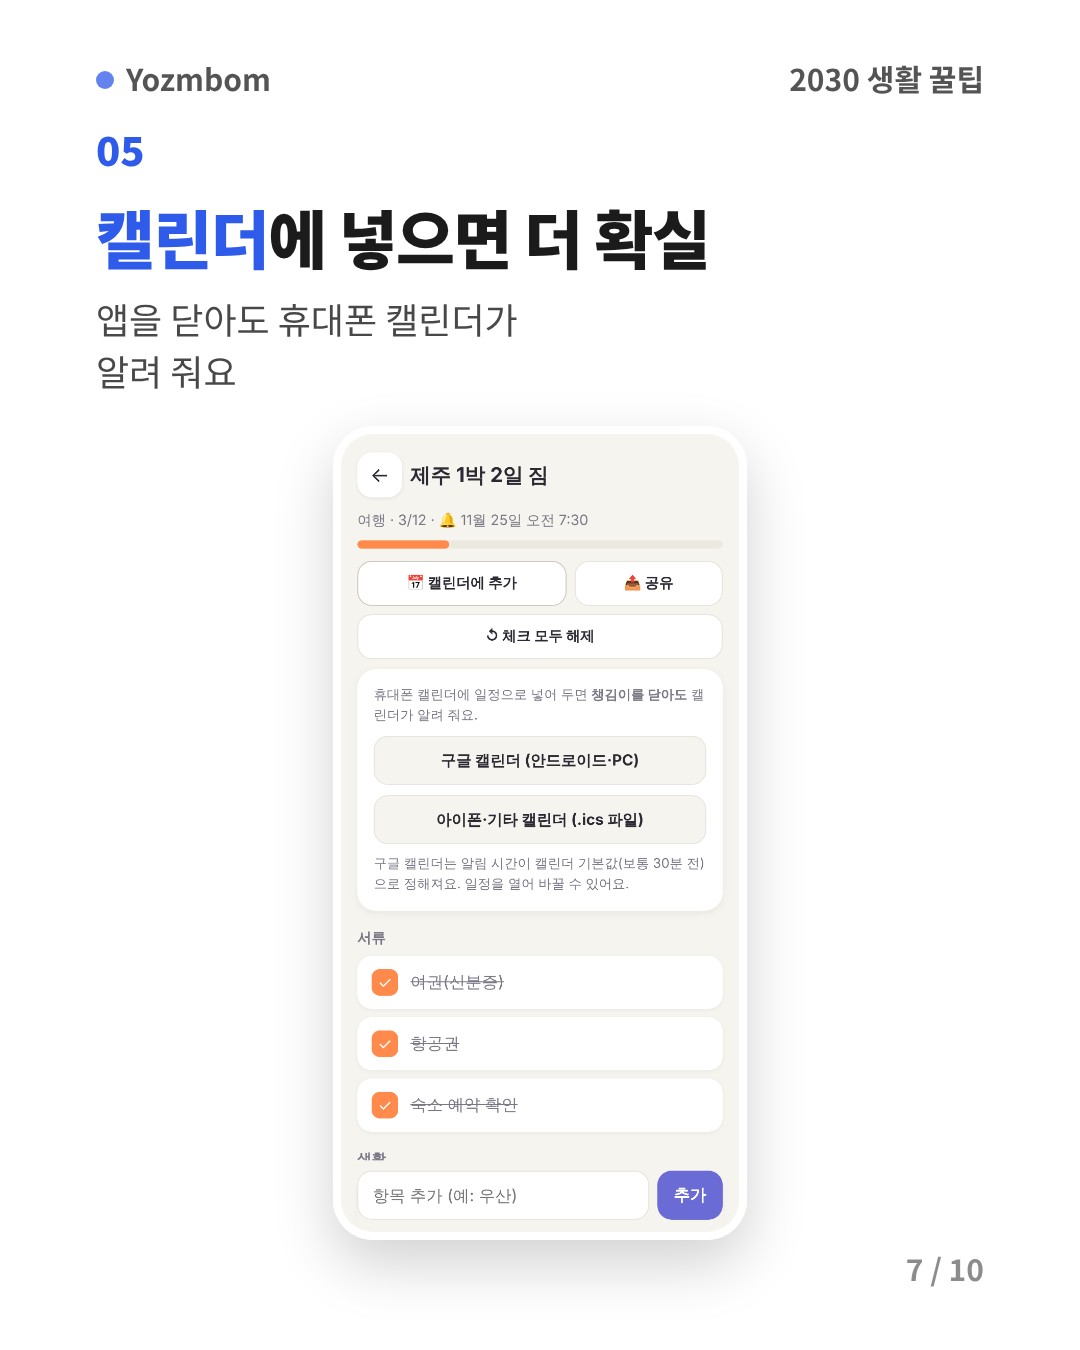 Yozmbom
2030 생활 꿀팁
05
캘린더에 넣으면 더 확실
앱을 닫아도 휴대폰 캘린더가
알려 줘요
← 제주 1박 2일 짐
여행 · 3/12 · 🔔 11월 25일 오전 7:30
📅 캘린더에 추가
📤 공유
↺ 체크 모두 해제
휴대폰 캘린더에 일정으로 넣어 두면 챙김이를 닫아도 캘
린더가 알려 줘요.
구글 캘린더 (안드로이드·PC)
아이폰·기타 캘린더 (.ics 파일)
구글 캘린더는 알림 시간이 캘린더 기본값(보통 30분 전)
으로 정해져요. 일정을 열어 바꿀 수 있어요.
서류
여권(신분증)
항공권
숙소 예약 확인
항목 추가 (예: 우산)
추가
7 / 10